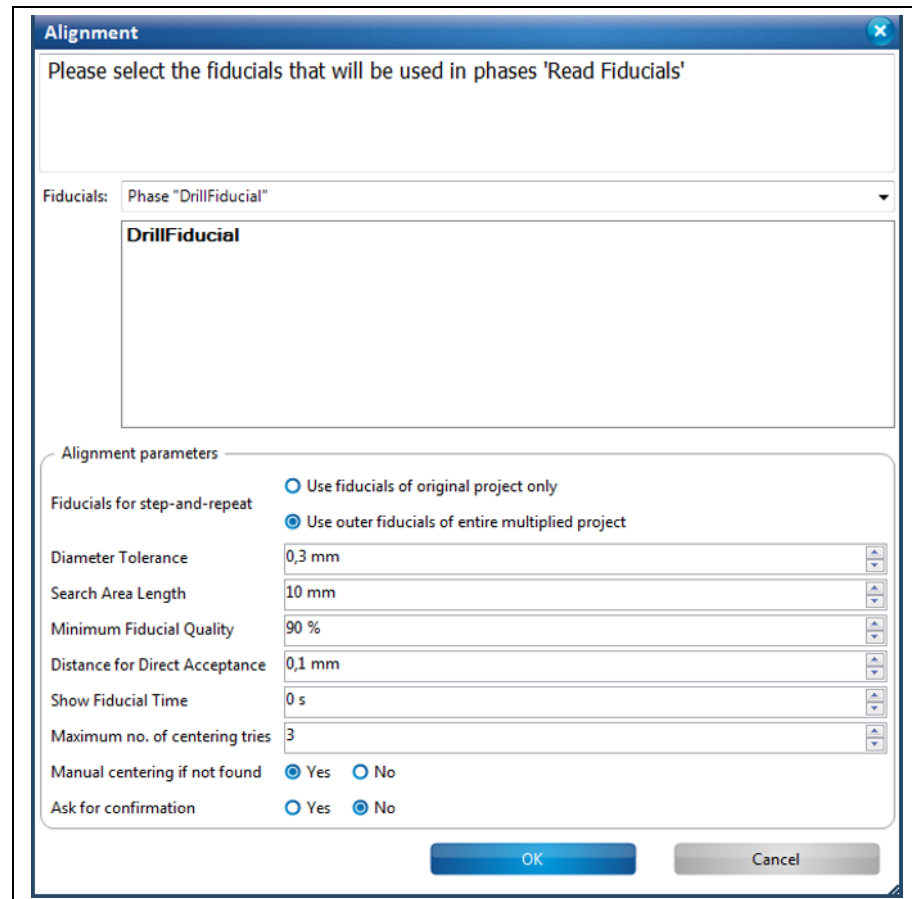 Alignment
Please select the fiducials that will be used in phases 'Read Fiducials'
Fiducials: Phase "DrillFiducial"
DrillFiducial
Alignment parameters
Fiducials for step-and-repeat
Use fiducials of original project only
Use outer fiducials of entire multiplied project
Diameter Tolerance 0,3 mm
Search Area Length 10 mm
Minimum Fiducial Quality 90 %
Distance for Direct Acceptance 0,1 mm
Show Fiducial Time 0 s
Maximum no. of centering tries 3
Manual centering if not found Yes No
Ask for confirmation Yes No
OK Cancel